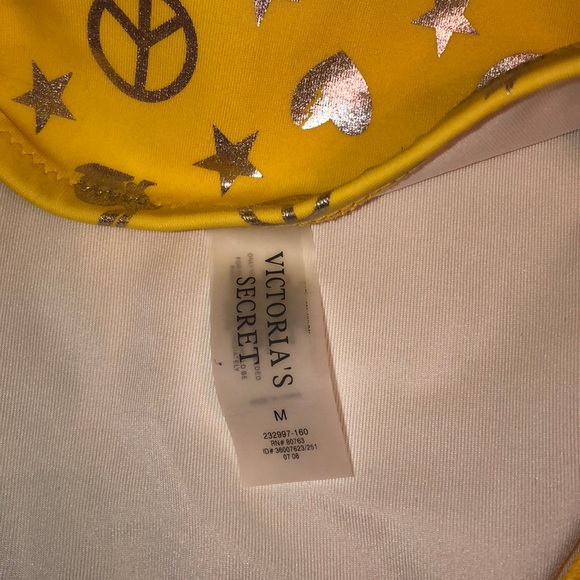 VICTORIA'S
SECRET
M
232997-160
RN# 80763
ID# 36007623/251
07 08